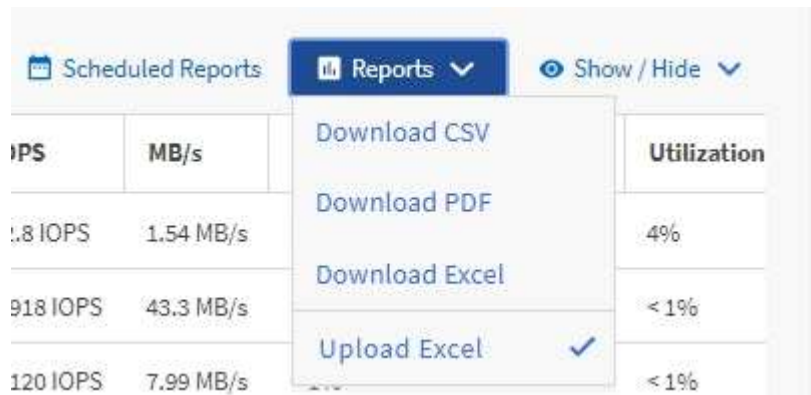 Scheduled Reports Reports Show / Hide
MB/s Utilization
Download CSV
.8 IOPS 1.54 MB/s 4%
Download PDF
Download Excel
918 IOPS 43.3 MB/s < 1%
Upload Excel
120 IOPS 7.99 MB/s < 1%